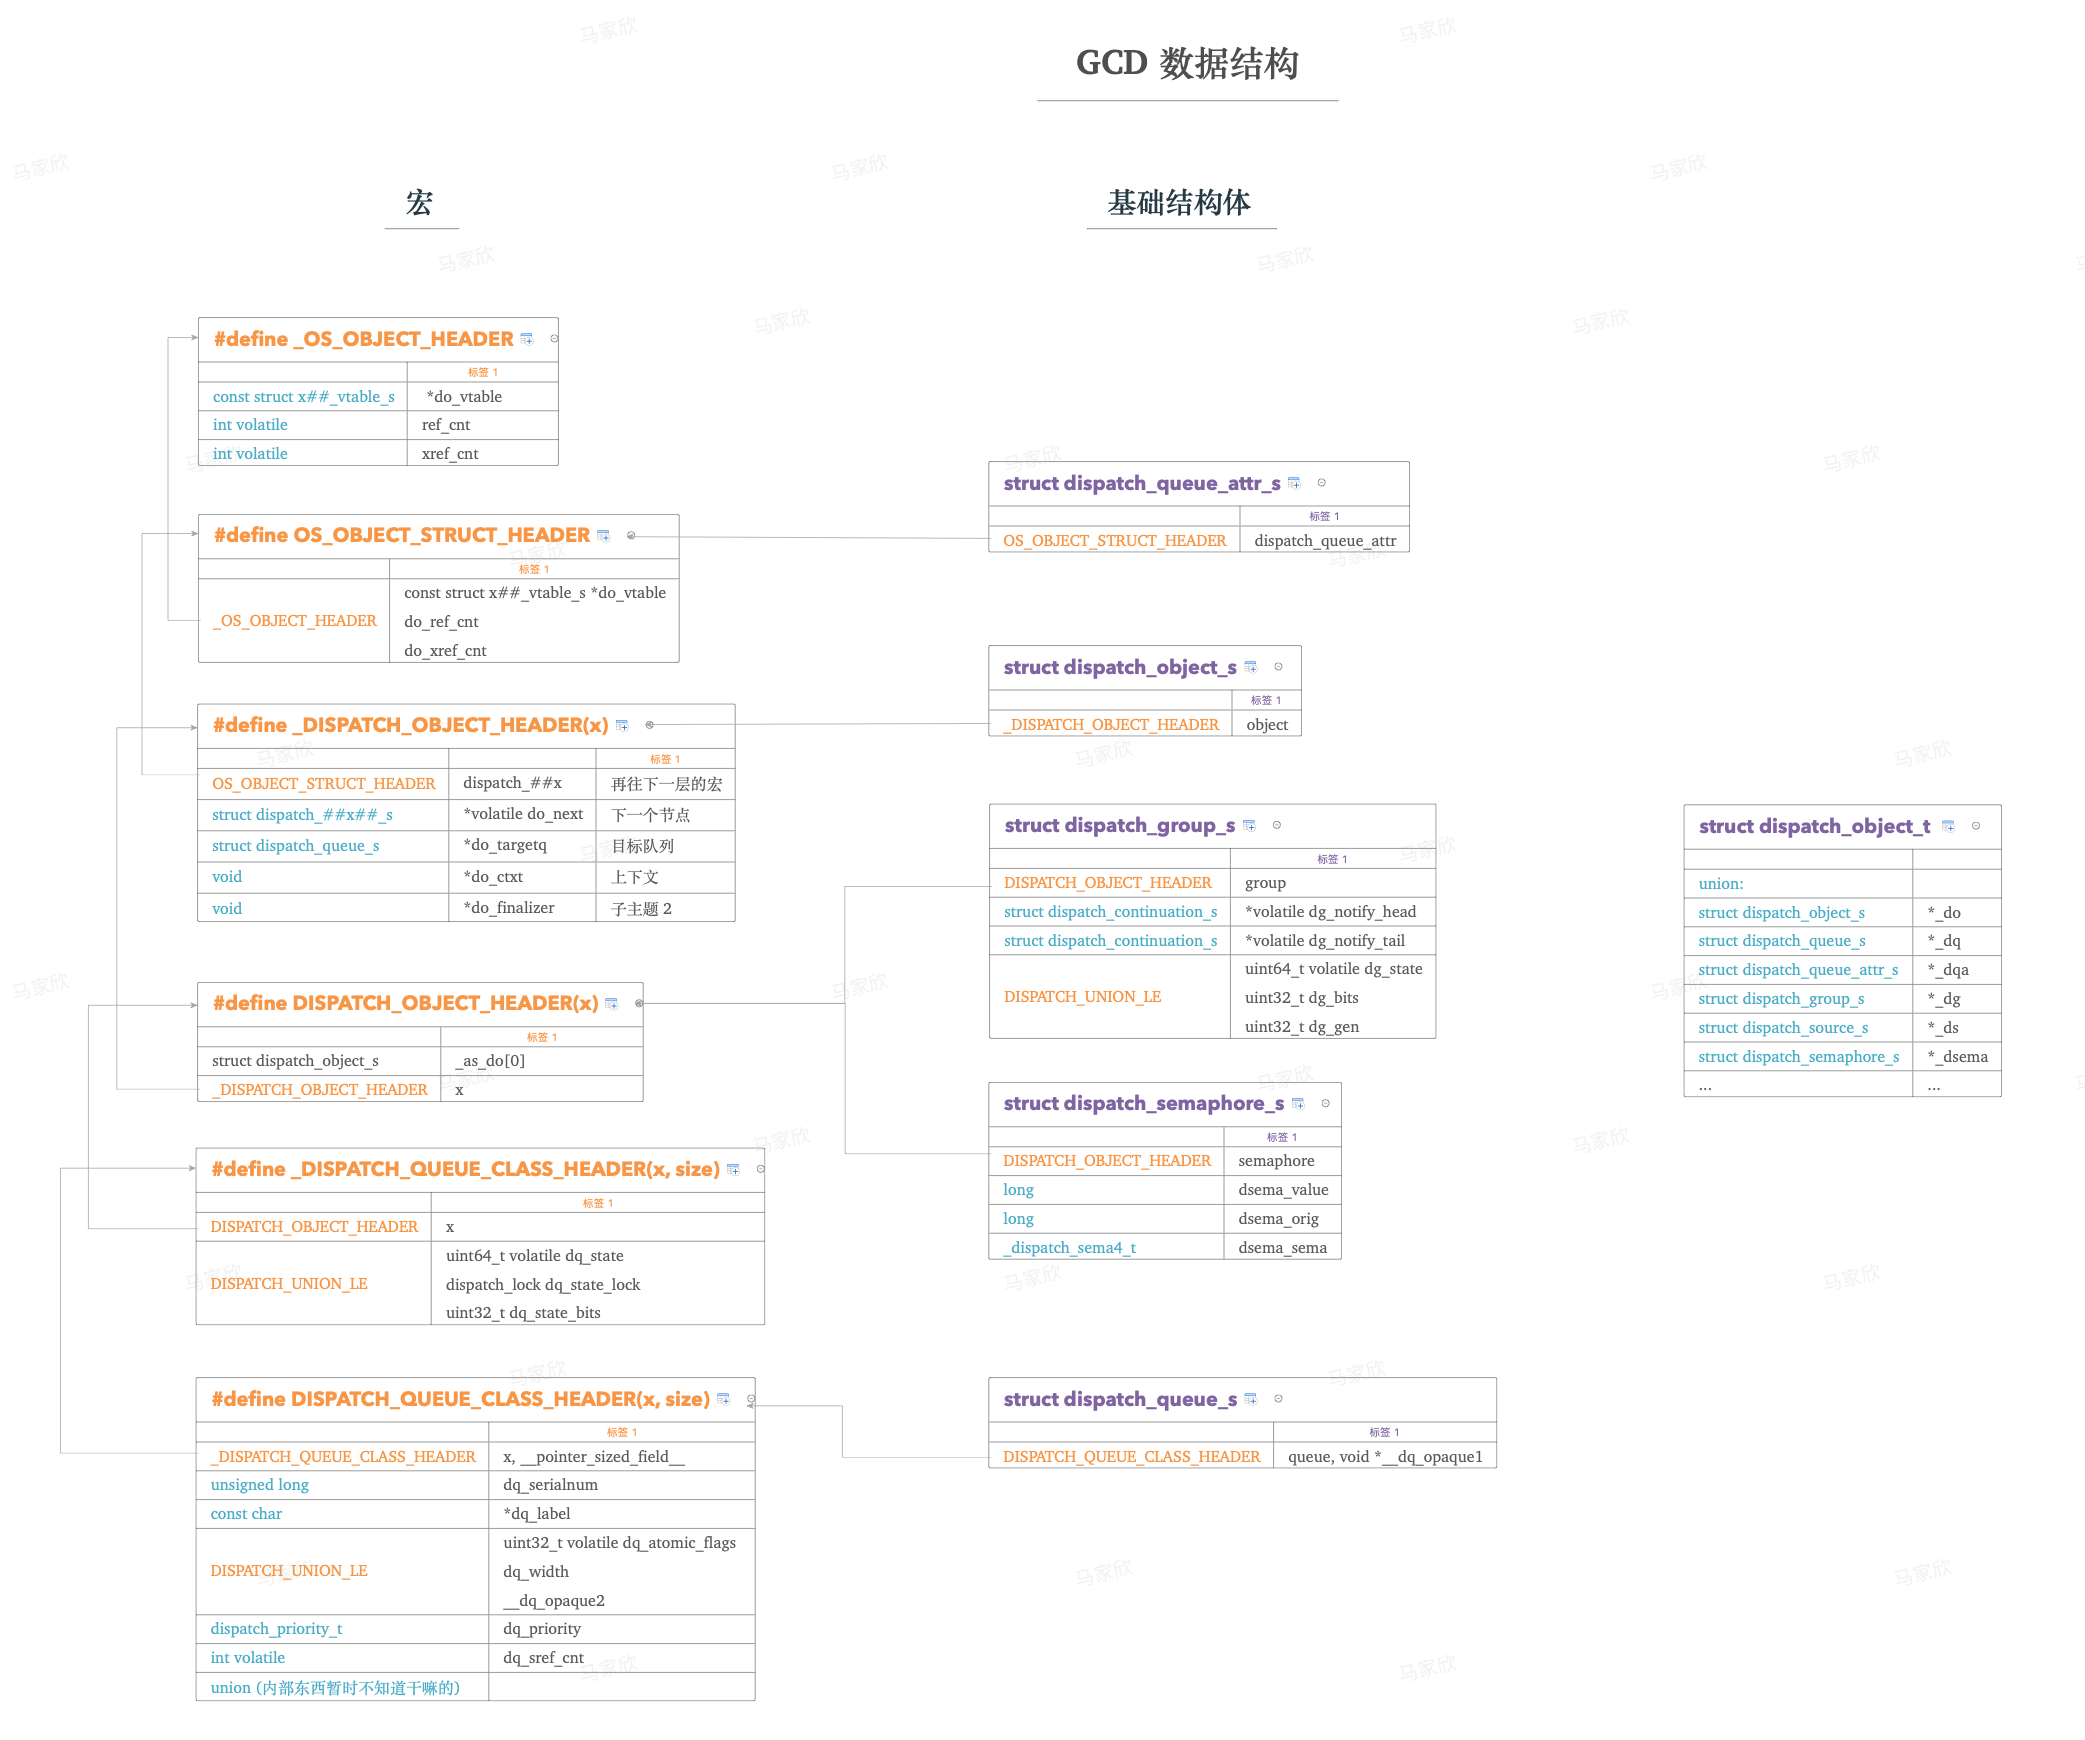 GCD 数据结构
宏
基础结构体
#define _OS_OBJECT_HEADER
标签 1
const struct x##_vtable_s *do_vtable
int volatile ref_cnt
int volatile xref_cnt
#define OS_OBJECT_STRUCT_HEADER
标签 1
_OS_OBJECT_HEADER
const struct x##_vtable_s *do_vtable
do_ref_cnt
do_xref_cnt
#define _DISPATCH_OBJECT_HEADER(x)
标签 1
OS_OBJECT_STRUCT_HEADER dispatch_##x 再往下一层的宏
struct dispatch_##x##_s *volatile do_next 下一个节点
struct dispatch_queue_s *do_targetq 目标队列
void *do_ctxt 上下文
void *do_finalizer 子主题 2
#define DISPATCH_OBJECT_HEADER(x)
标签 1
struct dispatch_object_s _as_do[0]
_DISPATCH_OBJECT_HEADER x
#define _DISPATCH_QUEUE_CLASS_HEADER(x, size)
标签 1
DISPATCH_OBJECT_HEADER x
DISPATCH_UNION_LE
uint64_t volatile dq_state
dispatch_lock dq_state_lock
uint32_t dq_state_bits
#define DISPATCH_QUEUE_CLASS_HEADER(x, size)
标签 1
_DISPATCH_QUEUE_CLASS_HEADER x, __pointer_sized_field__
unsigned long dq_serialnum
const char *dq_label
DISPATCH_UNION_LE
uint32_t volatile dq_atomic_flags
dq_width
__dq_opaque2
dispatch_priority_t dq_priority
int volatile dq_sref_cnt
union (内部东西暂时不知道干嘛的)
struct dispatch_queue_attr_s
标签 1
OS_OBJECT_STRUCT_HEADER dispatch_queue_attr
struct dispatch_object_s
标签 1
_DISPATCH_OBJECT_HEADER object
struct dispatch_group_s
标签 1
DISPATCH_OBJECT_HEADER group
struct dispatch_continuation_s *volatile dg_notify_head
struct dispatch_continuation_s *volatile dg_notify_tail
DISPATCH_UNION_LE
uint64_t volatile dg_state
uint32_t dg_bits
uint32_t dg_gen
struct dispatch_semaphore_s
标签 1
DISPATCH_OBJECT_HEADER semaphore
long dsema_value
long dsema_orig
_dispatch_sema4_t dsema_sema
struct dispatch_queue_s
标签 1
DISPATCH_QUEUE_CLASS_HEADER queue, void *__dq_opaque1
struct dispatch_object_t
union:
struct dispatch_object_s *_do
struct dispatch_queue_s *_dq
struct dispatch_queue_attr_s *_dqa
struct dispatch_group_s *_dg
struct dispatch_source_s *_ds
struct dispatch_semaphore_s *_dsema
... ...
马家欣